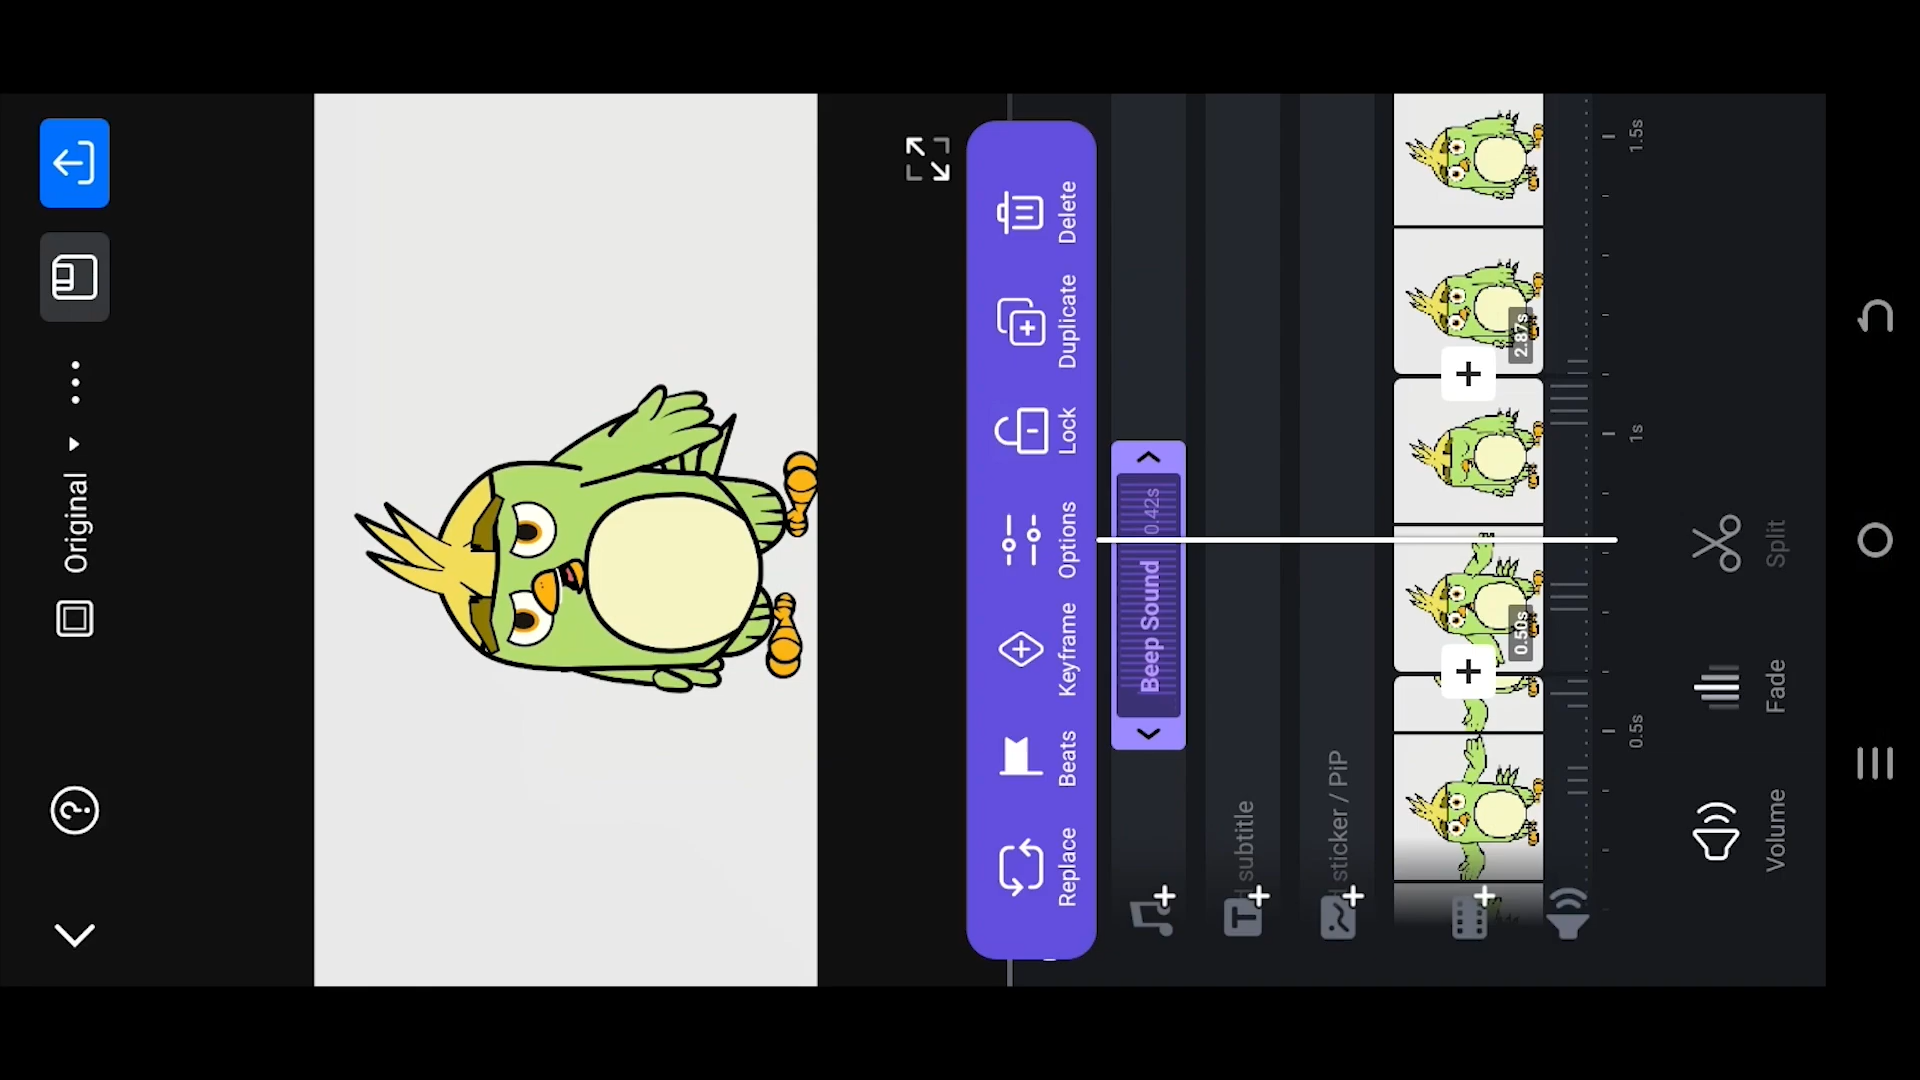 Original
Replace
Beats
Keyframe
Options
Lock
Duplicate
Delete
Beep Sound 0.42s
subtitle
sticker / PiP
0.50s
2.87s
0.5s
1s
1.5s
Volume
Fade
Split